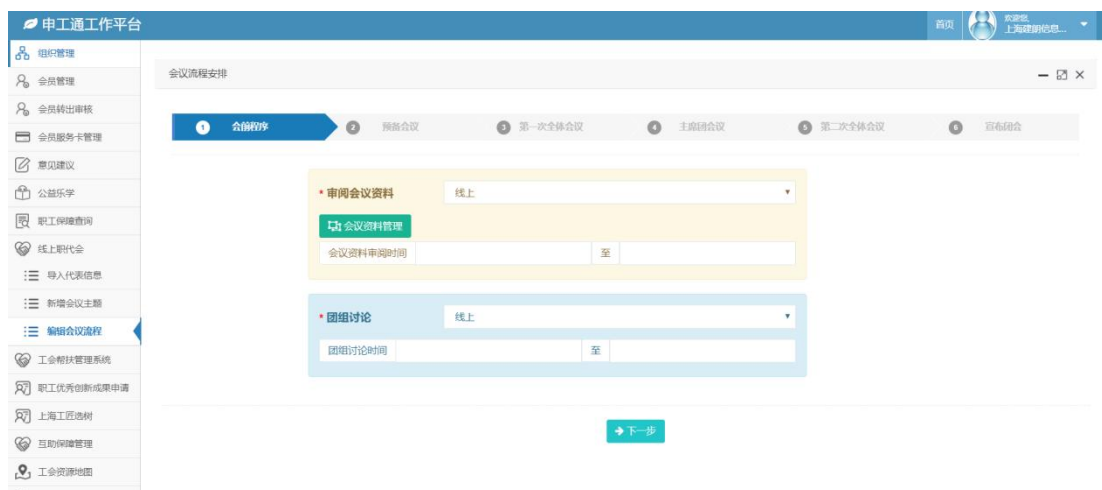 申工通工作平台
首页
欢迎您,
上海建朗信息...
组织管理
会员管理
会员转出审核
会员服务卡管理
意见建议
公益乐学
职工保障查询
线上职代会
导入代表信息
新增会议主题
编辑会议流程
工会帮扶管理系统
职工优秀创新成果申请
上海工匠选树
互助保障管理
工会资源地图
会议流程安排
1 会前程序
2 预备会议
3 第一次全体会议
4 主席团会议
5 第二次全体会议
6 宣布闭会
* 审阅会议资料 线上
会议资料管理
会议资料审阅时间 至
* 团组讨论 线上
团组讨论时间 至
下一步